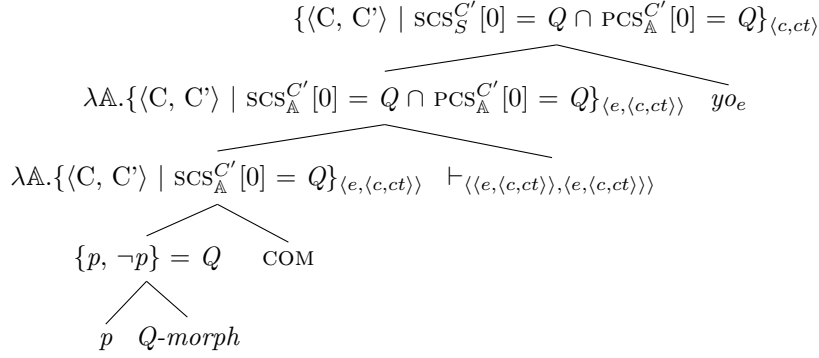 {⟨C, C'⟩ | SCS_S^{C′}[0] = Q ∩ PCS_𝔸^{C′}[0] = Q}_{⟨c,ct⟩}
λ𝔸.{⟨C, C'⟩ | SCS_𝔸^{C′}[0] = Q ∩ PCS_𝔸^{C′}[0] = Q}_{⟨e,⟨c,ct⟩⟩} yo_e
λ𝔸.{⟨C, C'⟩ | SCS_𝔸^{C′}[0] = Q}_{⟨e,⟨c,ct⟩⟩} ⊢_{⟨⟨e,⟨c,ct⟩⟩,⟨e,⟨c,ct⟩⟩⟩}
{p, ¬p} = Q COM
p Q-morph